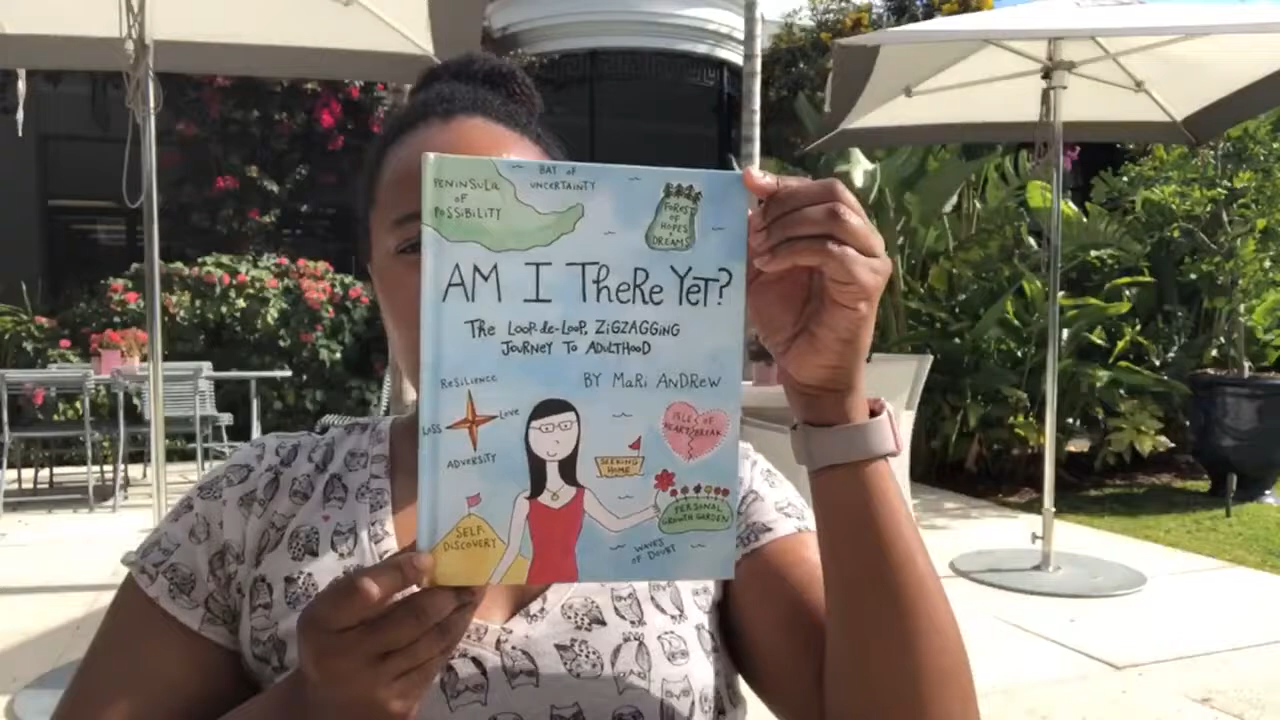 PENINSULA
OF
POSSIBILITY
BAY OF
UNCERTAINTY
FOREST
OF
HOPES
&
DREAMS
AM I THERE YET?
THE LOOP-DE-LOOP, ZIGZAGGING
JOURNEY TO ADULTHOOD
BY MARI ANDREW
RESILIENCE
LOSS
LOVE
ADVERSITY
ISLE OF
HEARTBREAK
SEEKING
HOME
PERSONAL
GROWTH GARDEN
SELF-
DISCOVERY
WAVES
OF DOUBT